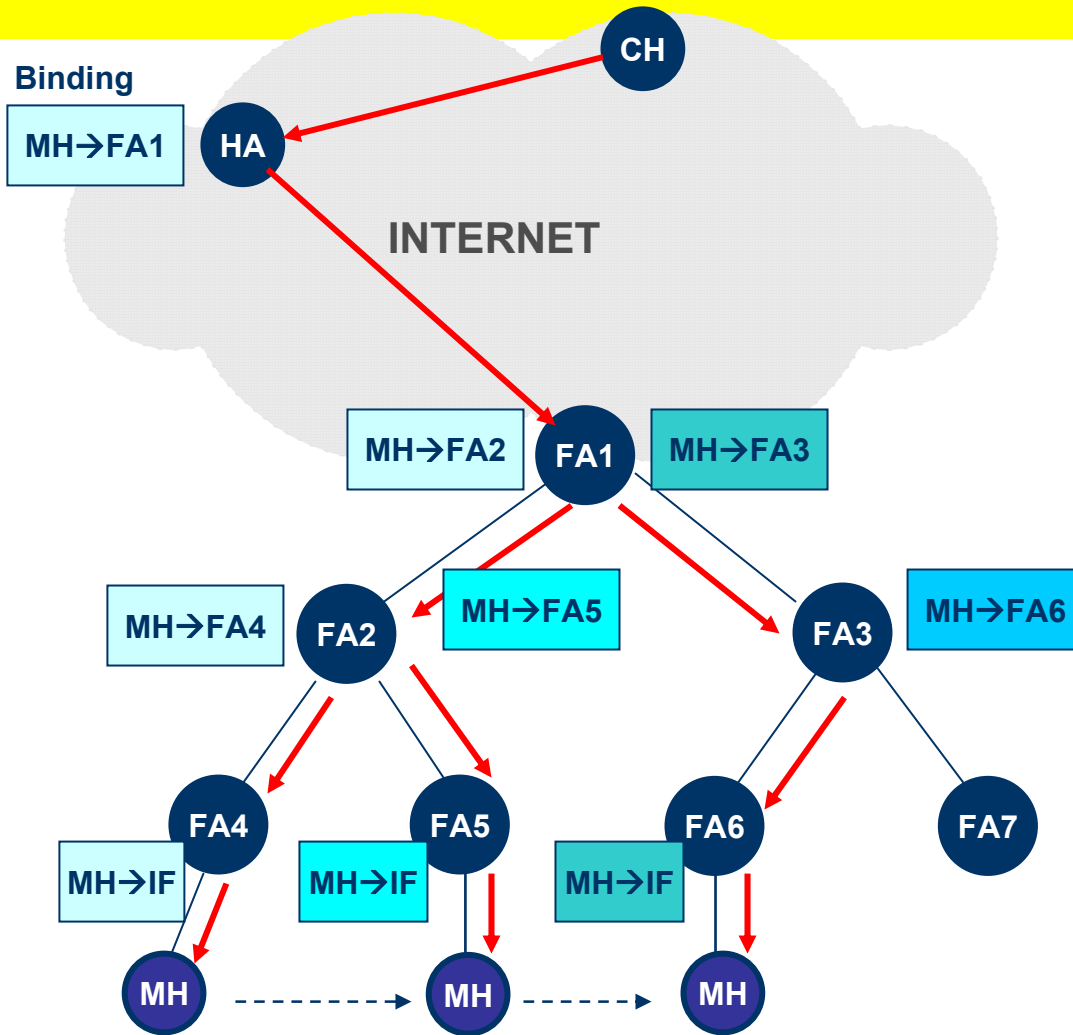 CH
Binding
MH→FA1
HA
INTERNET
MH→FA2
FA1
MH→FA3
MH→FA4
FA2
MH→FA5
FA3
MH→FA6
FA4
FA5
FA6
FA7
MH→IF
MH→IF
MH→IF
MH
MH
MH